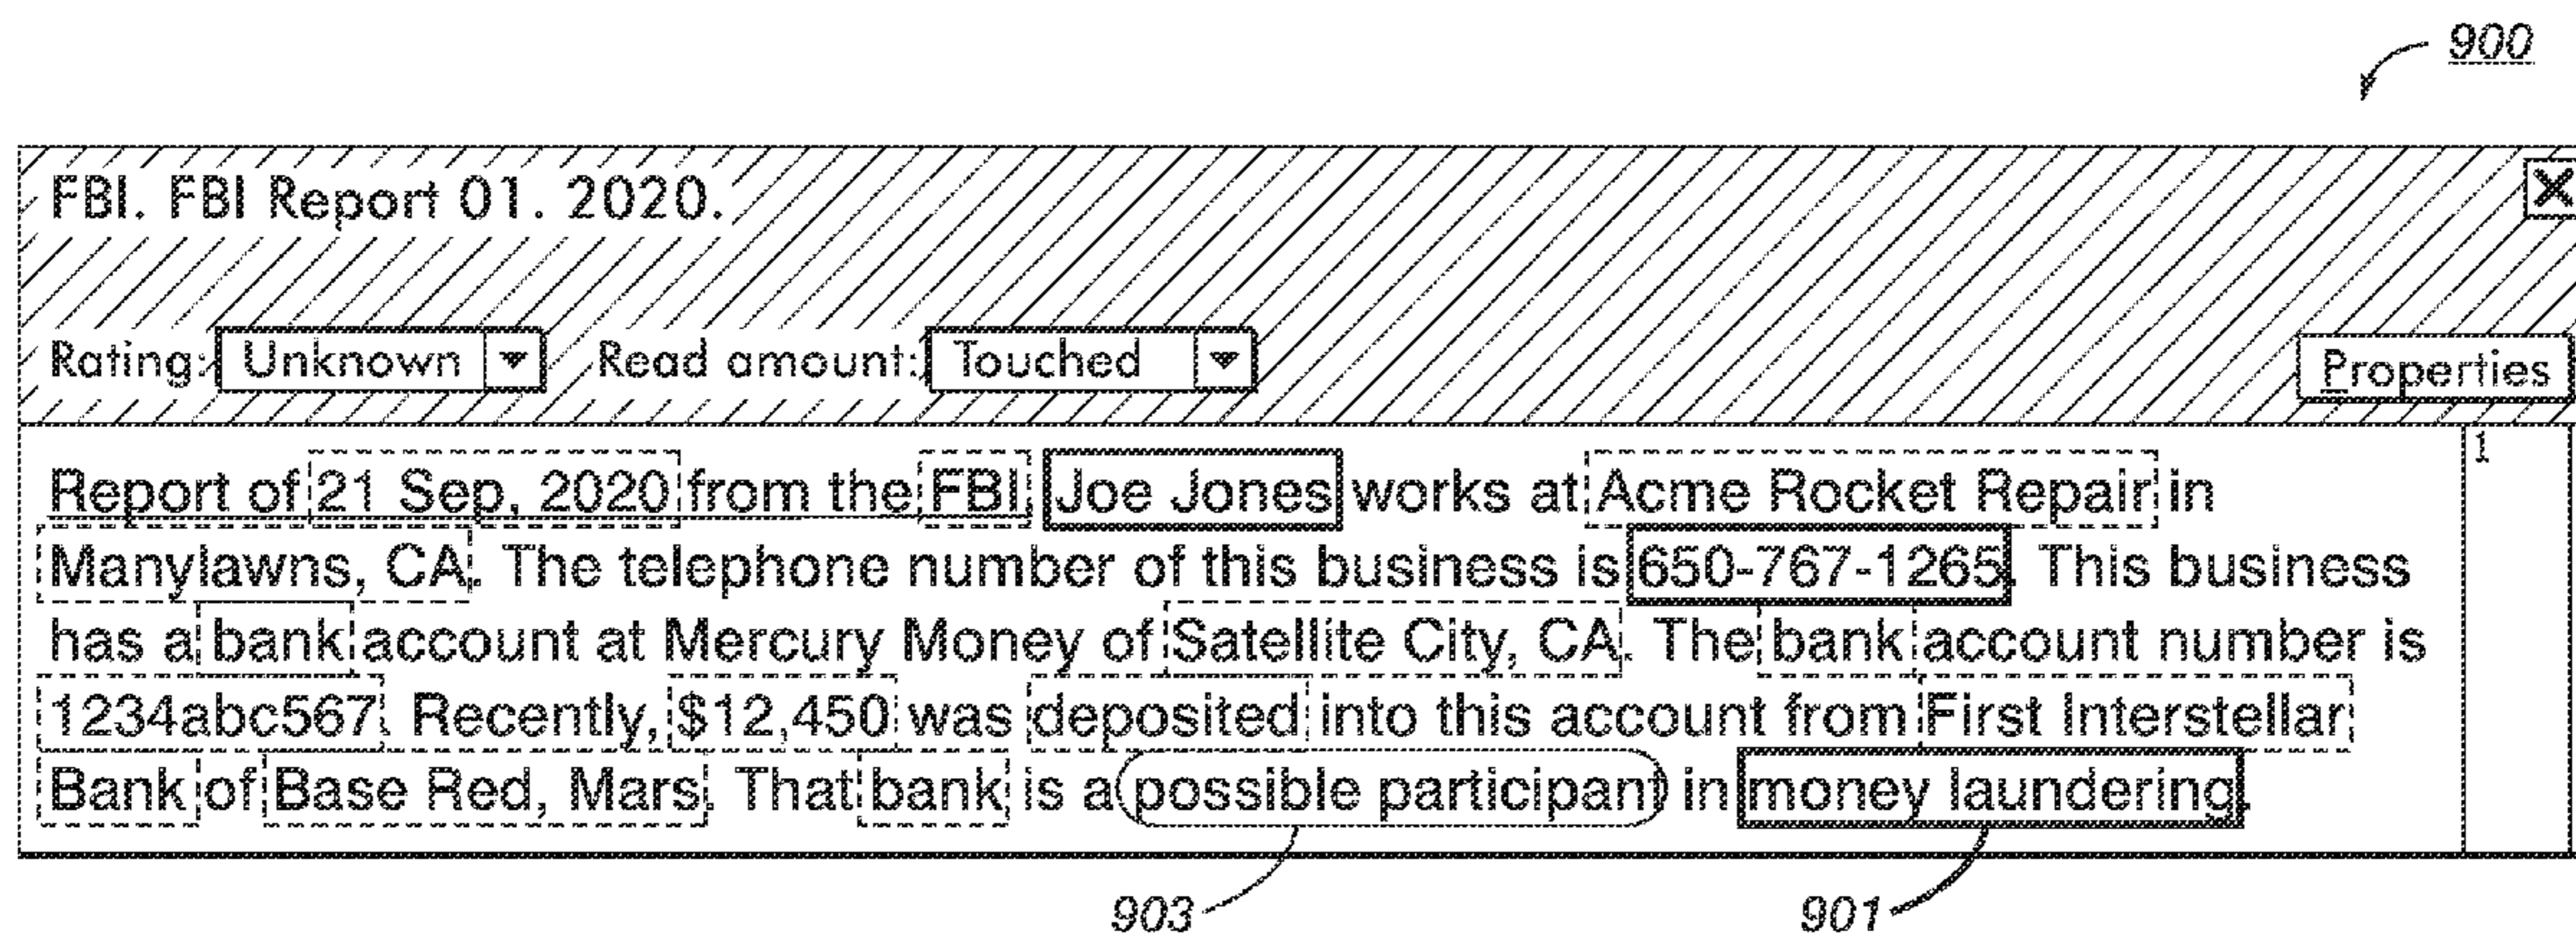 900
FBI. FBI Report 01. 2020.
X
Rating: Unknown Read amount: Touched Properties
Report of 21 Sep, 2020 from the FBI. Joe Jones works at Acme Rocket Repair in
1
Manylawns, CA. The telephone number of this business is 650-767-1265. This business
has a bank account at Mercury Money of Satellite City, CA. The bank account number is
1234abc567. Recently, $12,450 was deposited into this account from First Interstellar
Bank of Base Red, Mars. That bank is a possible participant in money laundering.
903 901